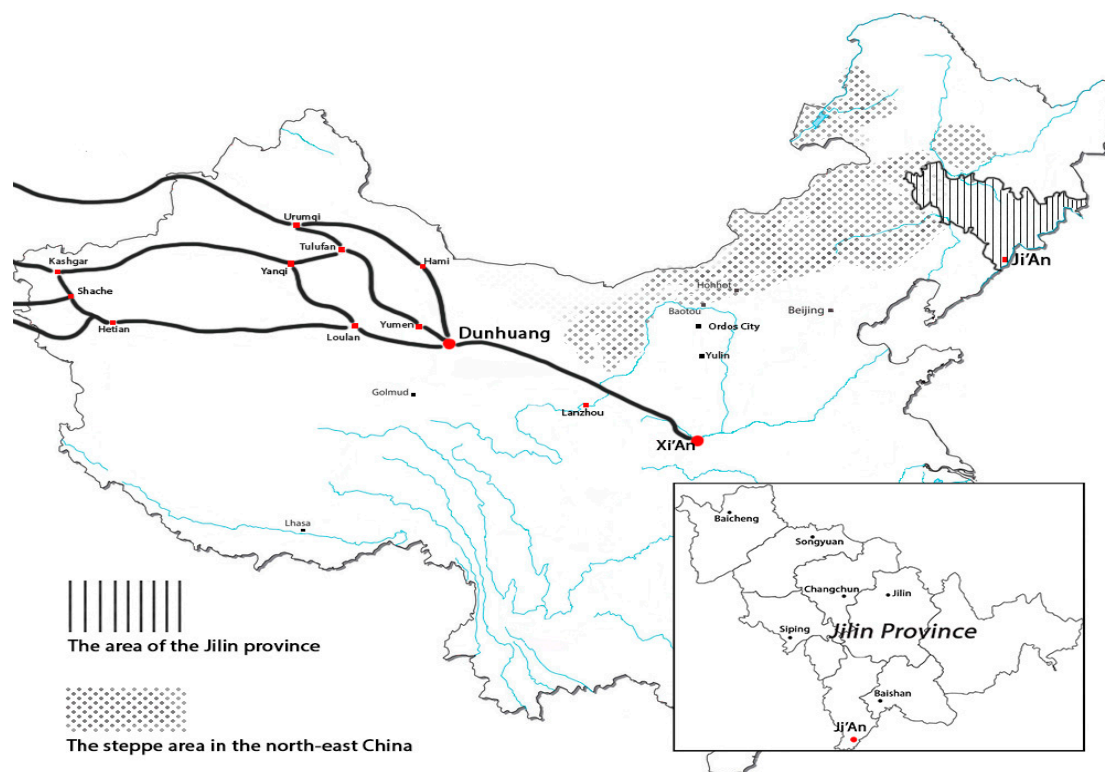 Urumqi
Tulufan
Kashgar
Yanqi
Hami
Shache
Hetian
Loulan
Yumen
Dunhuang
Golmud
Lanzhou
Xi'An
Lhasa
Hohhot
Baotou
Beijing
Ordos City
Yulin
Ji'An
The area of the Jilin province
The steppe area in the north-east China
Baicheng
Songyuan
Changchun
Jilin
Siping
Jilin Province
Baishan
Ji'An